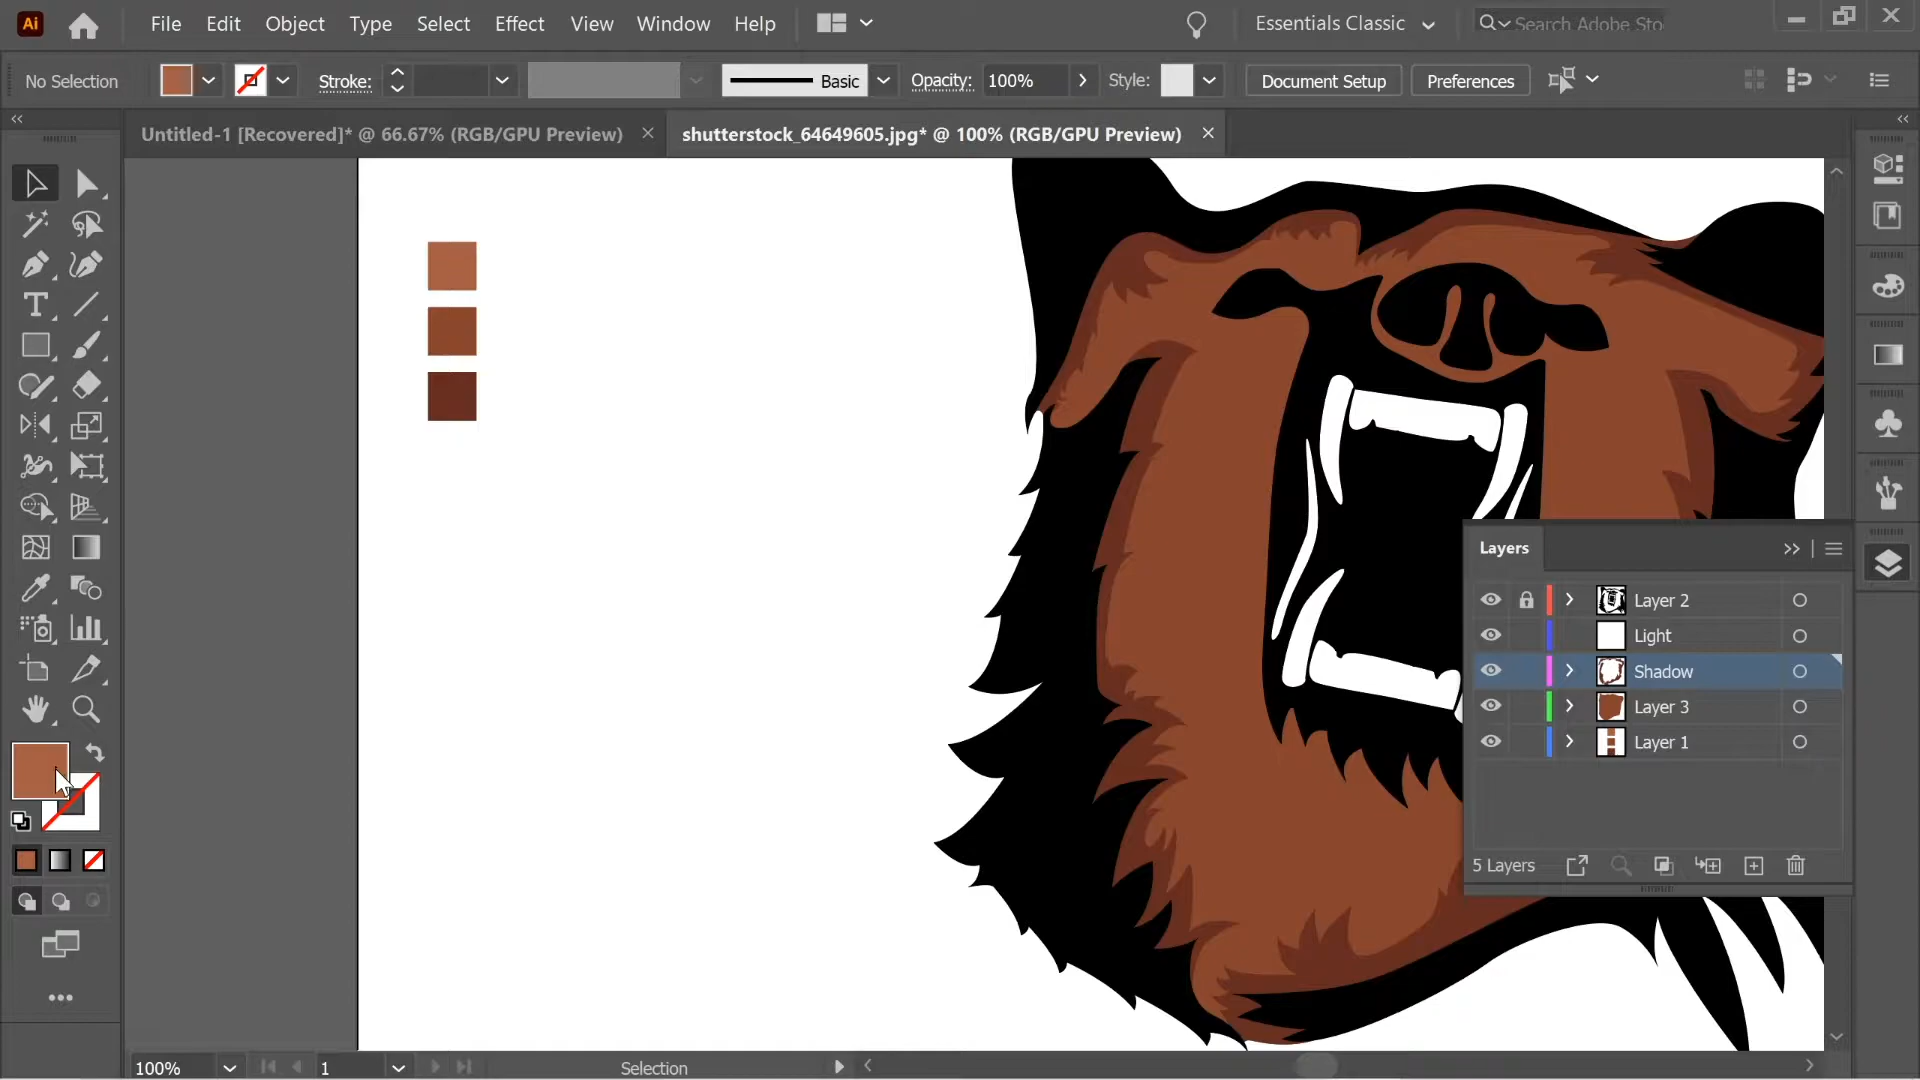 Ai File Edit Object Type Select Effect View Window Help Essentials Classic Search Adobe Sto
No Selection Stroke: Basic Opacity: 100% Style: Document Setup Preferences
Untitled-1 [Recovered]* @ 66.67% (RGB/GPU Preview) shutterstock_64649605.jpg* @ 100% (RGB/GPU Preview)
Layers
Layer 2
Light
Shadow
Layer 3
Layer 1
5 Layers
100% 1 Selection